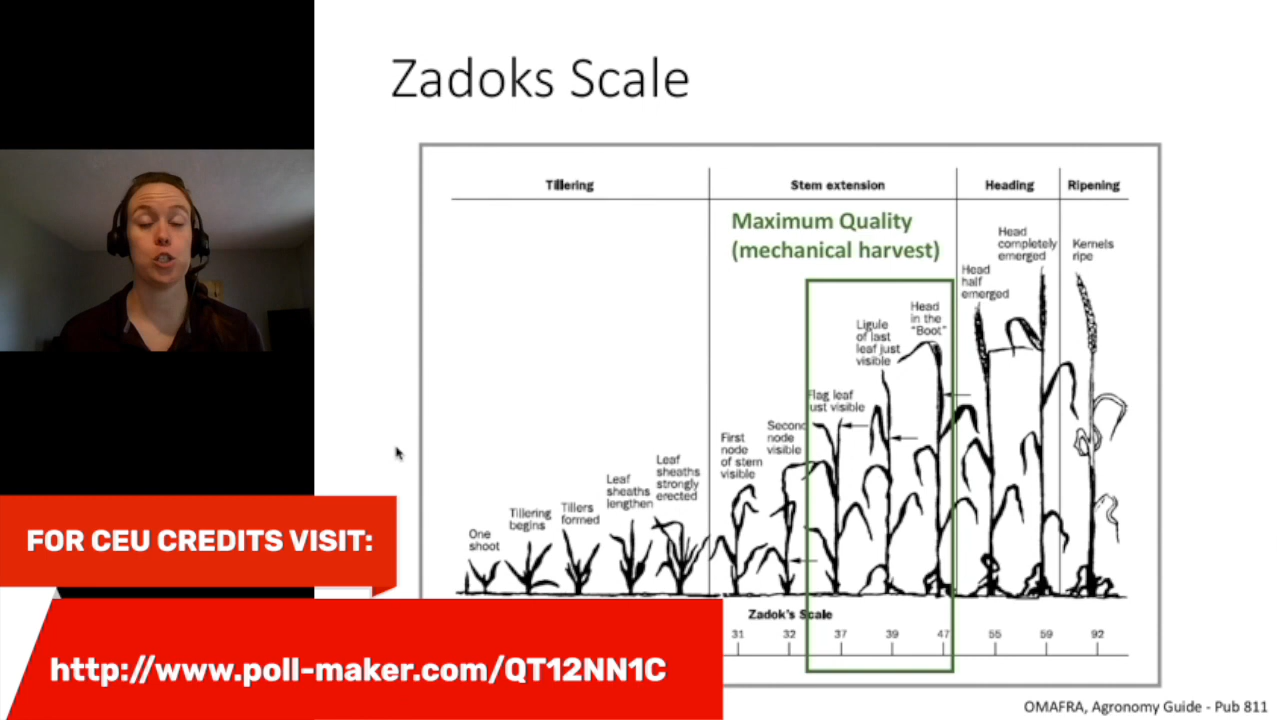 Zadoks Scale
Tillering
Stem extension
Heading
Ripening
Maximum Quality
(mechanical harvest)
One
shoot
Tillering
begins
Tillers
formed
Leaf
sheaths
lengthen
Leaf
sheaths
strongly
erected
First
node
of stem
visible
Second
node
visible
Flag leaf
ust visible
Ligule
of last
leaf just
visible
Head
in the
"Boot"
Head
half
emerged
Head
completely
emerged
Kernels
ripe
Zadok's Scale
31 32 37 39 47 55 59 92
FOR CEU CREDITS VISIT:
http://www.poll-maker.com/QT12NN1C
OMAFRA, Agronomy Guide - Pub 811